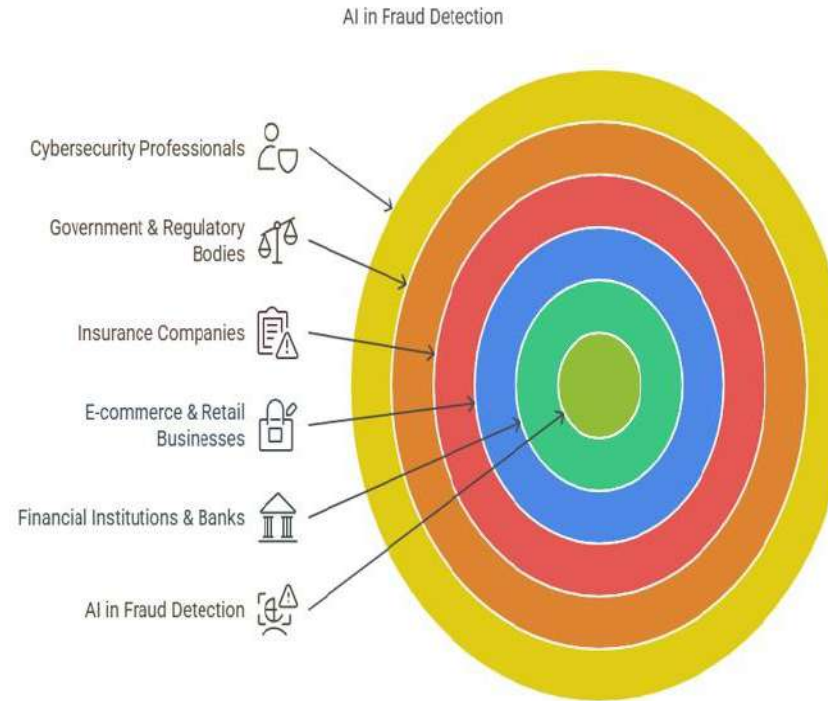 AI in Fraud Detection
Cybersecurity Professionals
Government & Regulatory
Bodies
Insurance Companies
E-commerce & Retail
Businesses
Financial Institutions & Banks
AI in Fraud Detection